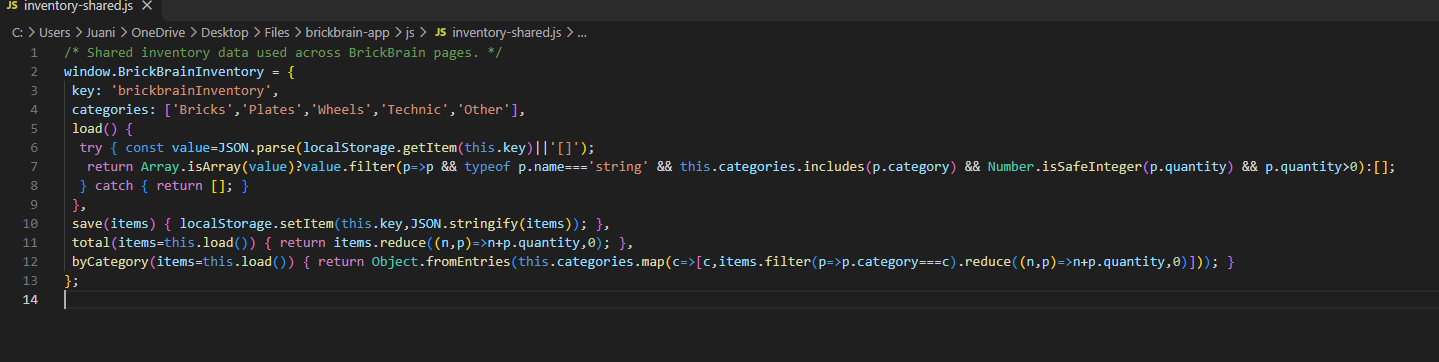 JS inventory-shared.js ×
C: > Users > Juani > OneDrive > Desktop > Files > brickbrain-app > js > JS inventory-shared.js > ...
1 /* Shared inventory data used across BrickBrain pages. */
2 window.BrickBrainInventory = {
3 key: 'brickbrainInventory',
4 categories: ['Bricks','Plates','Wheels','Technic','Other'],
5 load() {
6 try { const value=JSON.parse(localStorage.getItem(this.key)||'[]');
7 return Array.isArray(value)?value.filter(p=>p && typeof p.name==='string' && this.categories.includes(p.category) && Number.isSafeInteger(p.quantity) && p.quantity>0):[];
8 } catch { return []; }
9 },
10 save(items) { localStorage.setItem(this.key,JSON.stringify(items)); },
11 total(items=this.load()) { return items.reduce((n,p)=>n+p.quantity,0); },
12 byCategory(items=this.load()) { return Object.fromEntries(this.categories.map(c=>[c,items.filter(p=>p.category===c).reduce((n,p)=>n+p.quantity,0)])); }
13 };
14